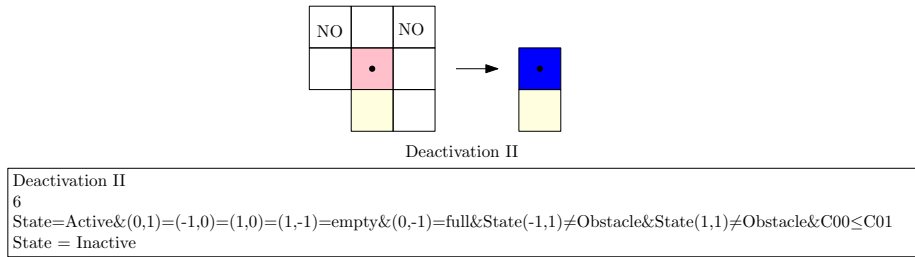 NO NO
Deactivation II
Deactivation II
6
State=Active&(0,1)=(-1,0)=(1,0)=(1,-1)=empty&(0,-1)=full&State(-1,1)≠Obstacle&State(1,1)≠Obstacle&C00≤C01
State = Inactive